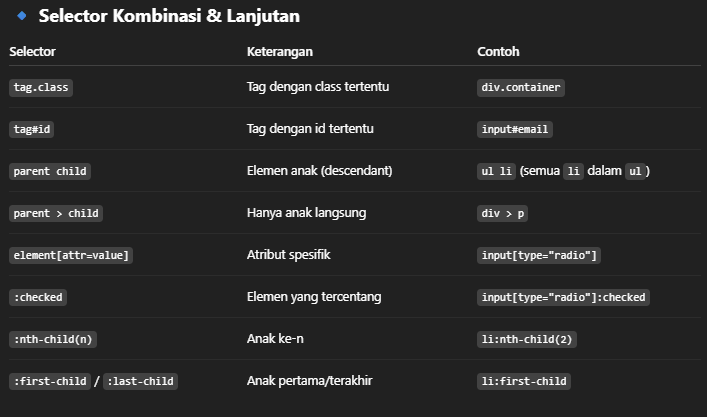 Selector Kombinasi & Lanjutan
Selector Keterangan Contoh
tag.class Tag dengan class tertentu div.container
tag#id Tag dengan id tertentu input#email
parent child Elemen anak (descendant) ul li (semua li dalam ul)
parent > child Hanya anak langsung div > p
element[attr=value] Atribut spesifik input[type="radio"]
:checked Elemen yang tercentang input[type="radio"]:checked
:nth-child(n) Anak ke-n li:nth-child(2)
:first-child / :last-child Anak pertama/terakhir li:first-child